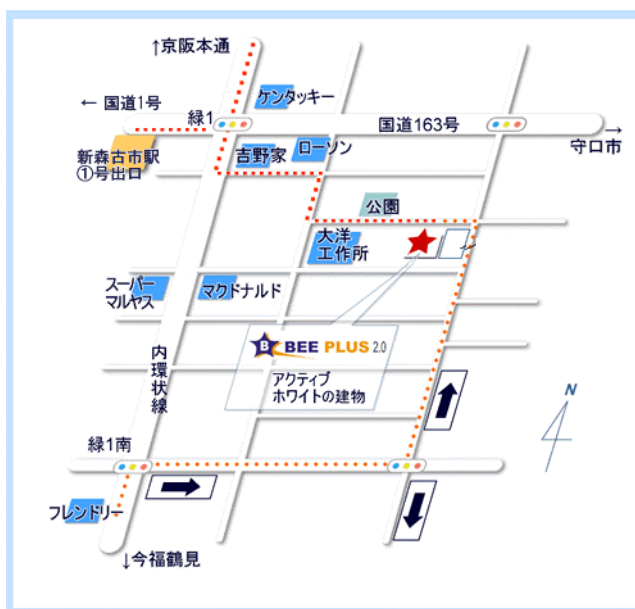 ↑京阪本通
← 国道1号
ケンタッキー
緑1
国道163号
→
守口市
新森古市駅
①号出口
吉野家
ローソン
公園
大洋
工作所
スーパー
マルヤス
マクドナルド
B BEE PLUS 2.0
アクティブ
ホワイトの建物
内環状線
N
緑1南
フレンドリー
↓今福鶴見